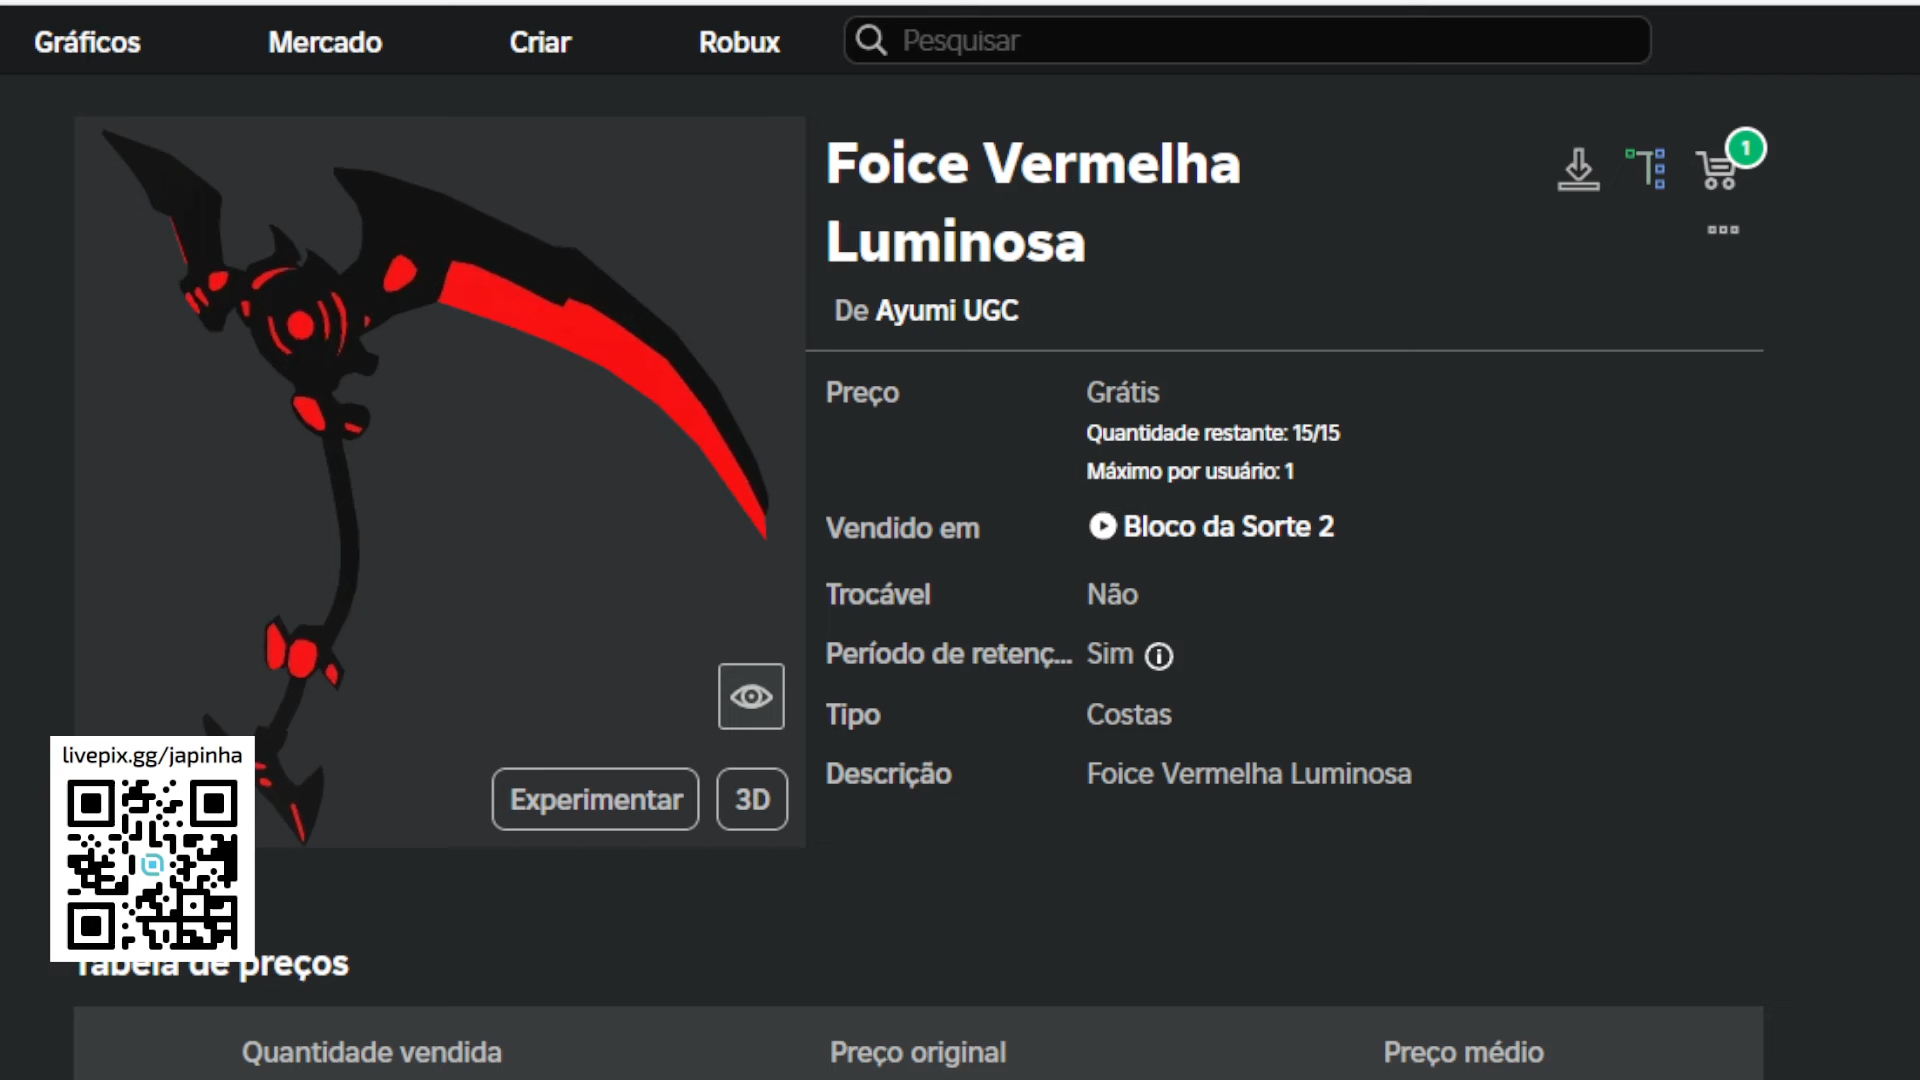 Gráficos Mercado Criar Robux Pesquisar
Foice Vermelha
Luminosa
1
De Ayumi UGC
Preço Grátis
Quantidade restante: 15/15
Máximo por usuário: 1
Vendido em Bloco da Sorte 2
Trocável Não
Período de retenç... Sim
Tipo Costas
Descrição Foice Vermelha Luminosa
Experimentar 3D
livepix.gg/japinha
Tabela de preços
Quantidade vendida Preço original Preço médio